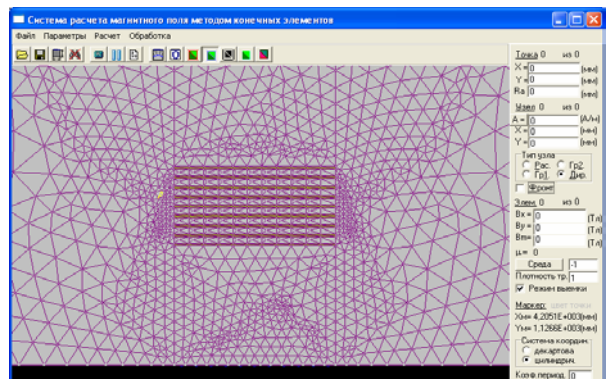 Система расчета магнитного поля методом конечных элементов
Файл Параметры Расчет Обработка
Точка 0 из 0
X = 0 (мм)
Y = 0 (мм)
Ra 0 (мм)
Узел 0 из 0
A = 0 (А/м)
X = 0 (мм)
Y = 0 (мм)
Тип узла
Рас. Гр2
Гр1. Дир.
Фронт
Элем. 0 из 0
Bx = 0 (Тл)
By = 0 (Тл)
Bm= 0 (Тл)
μ= 0
Среда -1
Плотность тр. 1
Режим выемки
Маркер: цвет точки
Xм= 4,2051E+003(мм)
Yм= 1,1266E+003(мм)
Система координ.
декартова
цилиндрич.
Коэф.период. 0